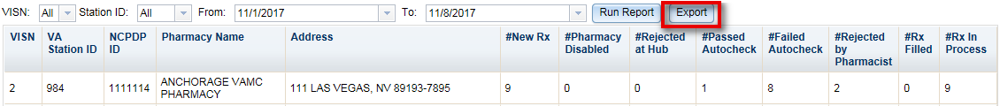 VISN: All Station ID: All From: 11/1/2017 To: 11/8/2017 Run Report Export
VISN VA Station ID NCPDP ID Pharmacy Name Address #New Rx #Pharmacy Disabled #Rejected at Hub #Passed Autocheck #Failed Autocheck #Rejected by Pharmacist #Rx Filled #Rx In Process
2 984 1111114 ANCHORAGE VAMC PHARMACY 111 LAS VEGAS, NV 89193-7895 9 0 0 1 8 2 0 9